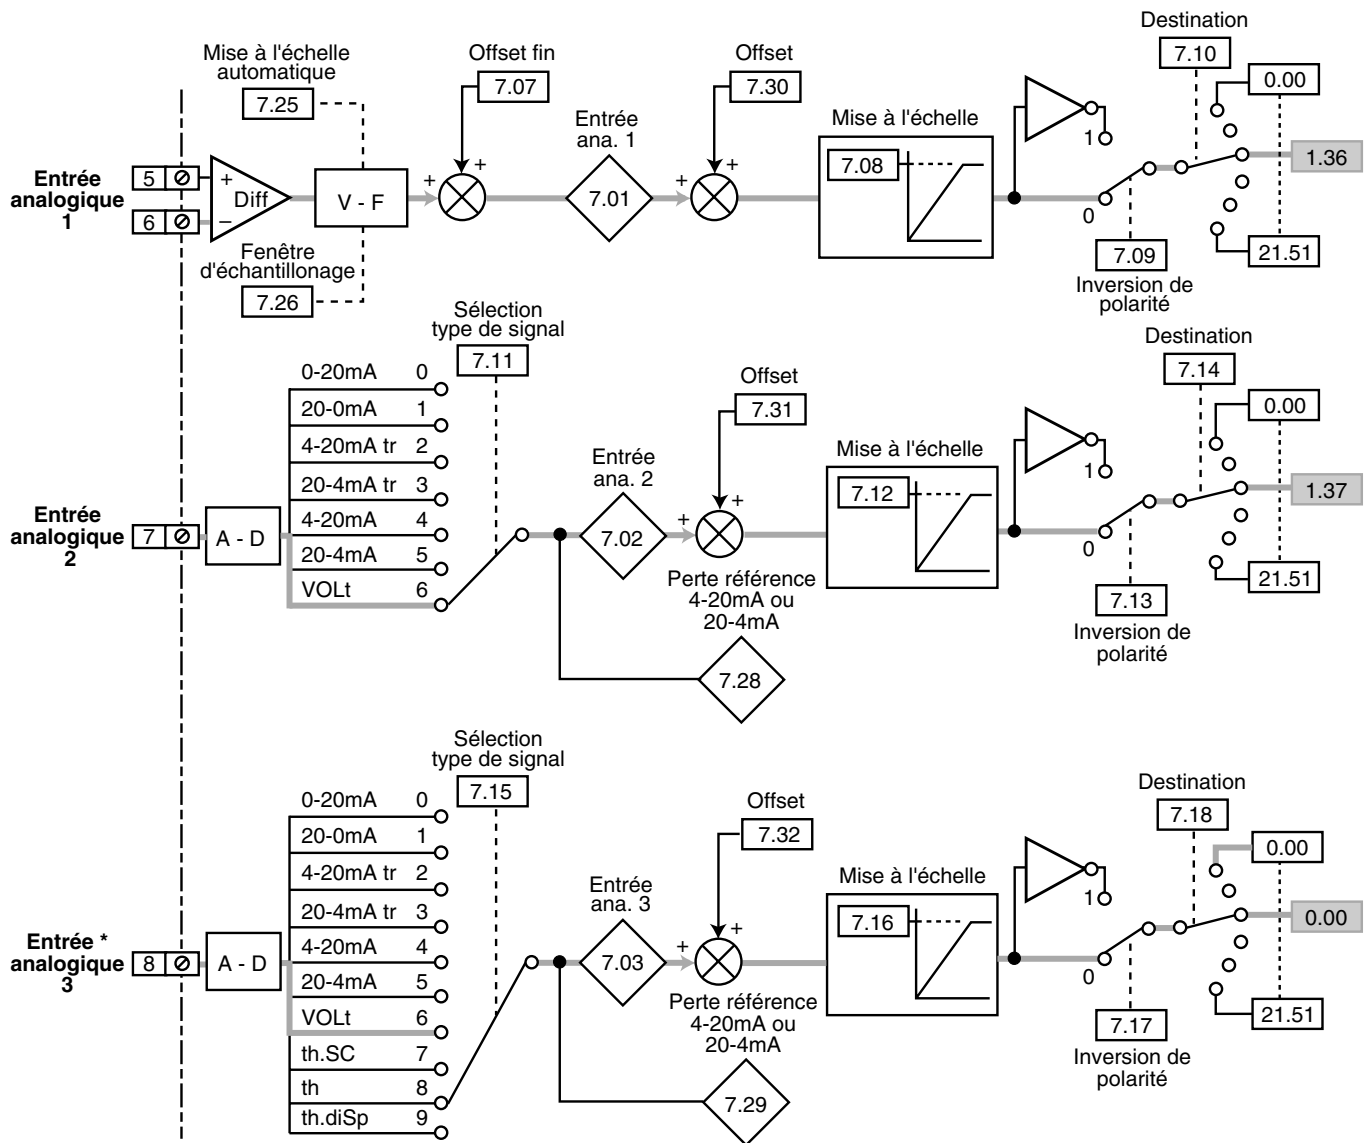 Destination
7.10
0.00
Mise à l'échelle
automatique
7.25
Offset fin
7.07
Offset
7.30
Entrée
ana. 1
7.01
Mise à l'échelle
7.08
1
1.36
Entrée
analogique
1
5
6
+
Diff
−
V - F
+
+
+
+
0
7.09
Inversion de
polarité
21.51
Fenêtre
d'échantillonage
7.26
Sélection
type de signal
7.11
0-20mA 0
20-0mA 1
4-20mA tr 2
20-4mA tr 3
4-20mA 4
20-4mA 5
VOLt 6
Entrée
analogique
2
7
A - D
Entrée
ana. 2
7.02
Offset
7.31
+
+
Perte référence
4-20mA ou
20-4mA
7.28
Mise à l'échelle
7.12
1
0
7.13
Inversion de
polarité
Destination
7.14
0.00
1.37
21.51
Sélection
type de signal
7.15
0-20mA 0
20-0mA 1
4-20mA tr 2
20-4mA tr 3
4-20mA 4
20-4mA 5
VOLt 6
th.SC 7
th 8
th.diSp 9
Entrée *
analogique
3
8
A - D
Entrée
ana. 3
7.03
Offset
7.32
+
+
Perte référence
4-20mA ou
20-4mA
7.29
Mise à l'échelle
7.16
1
0
7.17
Inversion de
polarité
Destination
7.18
0.00
0.00
21.51